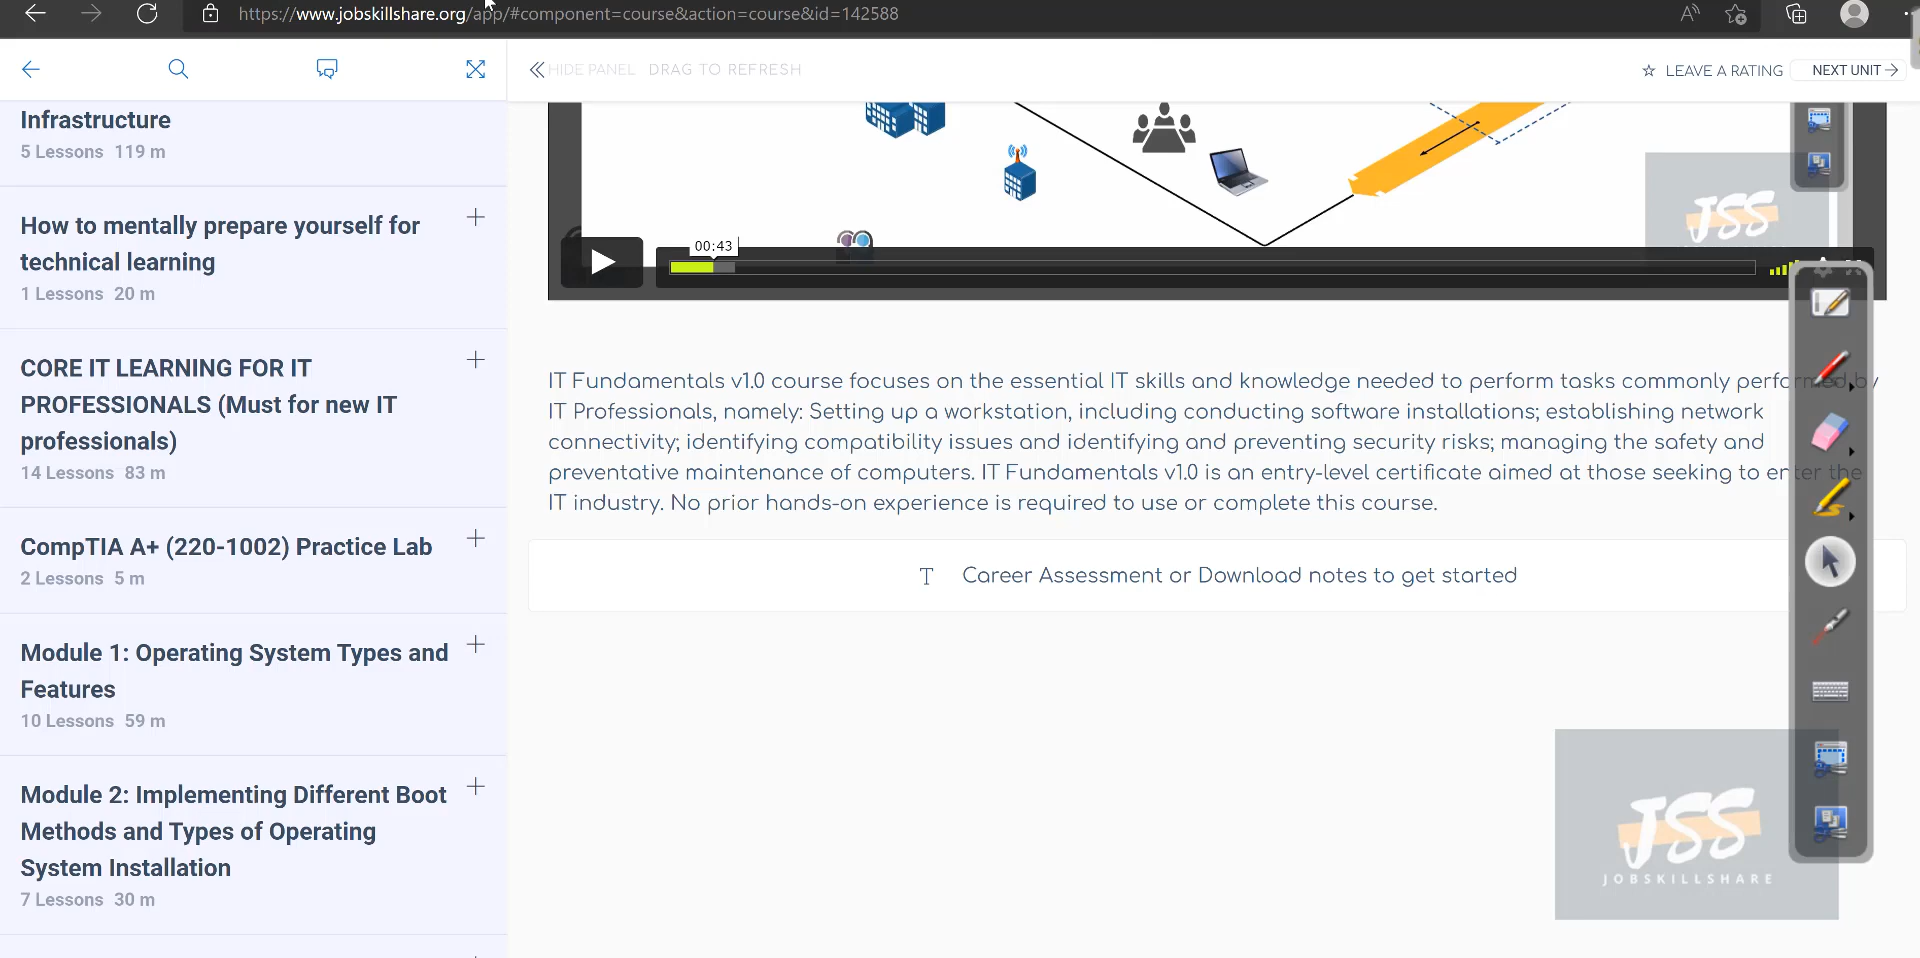 https://www.jobskillshare.org/app/#component=course&action=course&id=142588
HIDE PANEL DRAG TO REFRESH
LEAVE A RATING
NEXT UNIT
Infrastructure
5 Lessons 119 m
How to mentally prepare yourself for
technical learning
1 Lessons 20 m
CORE IT LEARNING FOR IT
PROFESSIONALS (Must for new IT
professionals)
14 Lessons 83 m
CompTIA A+ (220-1002) Practice Lab
2 Lessons 5 m
Module 1: Operating System Types and
Features
10 Lessons 59 m
Module 2: Implementing Different Boot
Methods and Types of Operating
System Installation
7 Lessons 30 m
JSS
00:43
IT Fundamentals v1.0 course focuses on the essential IT skills and knowledge needed to perform tasks commonly performed by
IT Professionals, namely: Setting up a workstation, including conducting software installations; establishing network
connectivity; identifying compatibility issues and identifying and preventing security risks; managing the safety and
preventative maintenance of computers. IT Fundamentals v1.0 is an entry-level certificate aimed at those seeking to enter the
IT industry. No prior hands-on experience is required to use or complete this course.
T Career Assessment or Download notes to get started
JSS
JOBSKILLSHARE